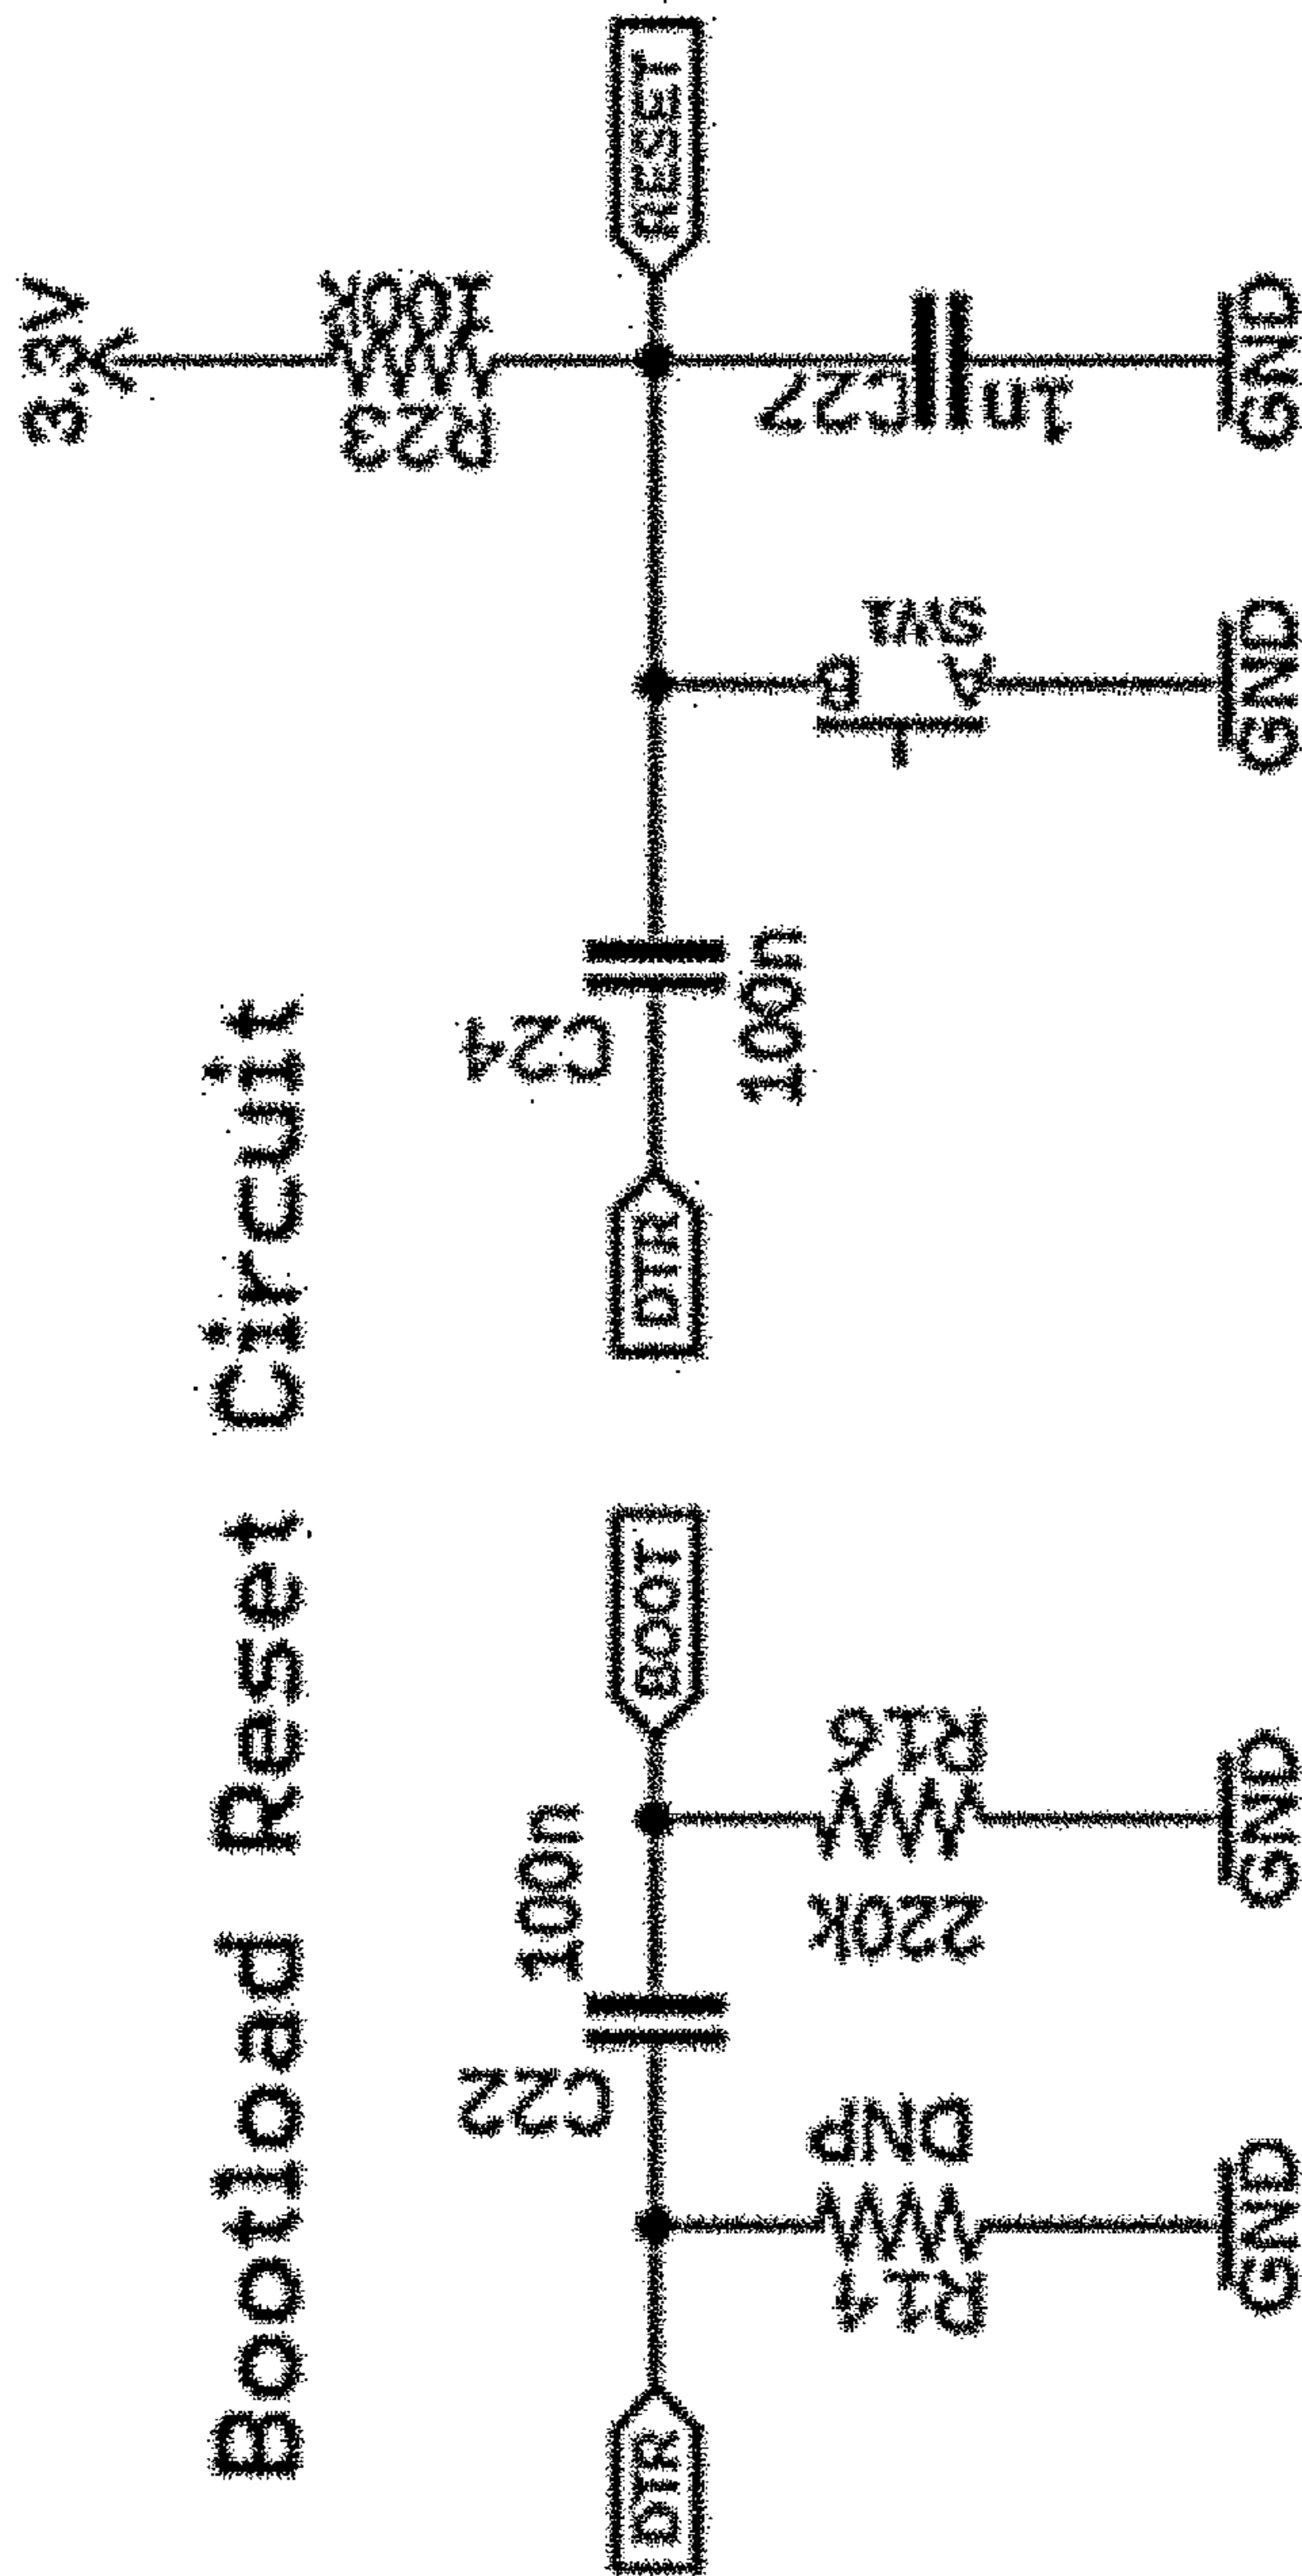 Bootload Reset Circuit
3.3V
R23
100K
C22
100n
C24
DTR
BOOT
DTR
RESET
100n
R14
DNP
220K
R16
SW1
C22
1n
GND
GND
GND
GND